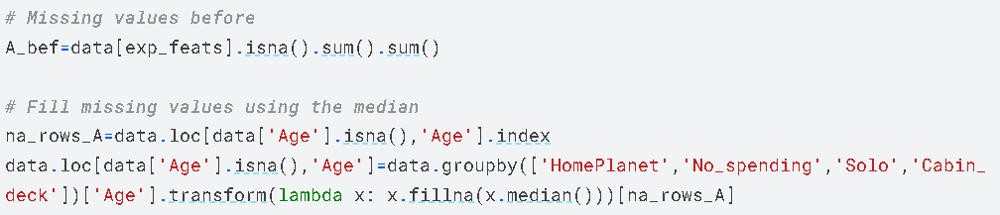 # Missing values before
A_bef=data[exp_feats].isna().sum().sum()
# Fill missing values using the median
na_rows_A=data.loc[data['Age'].isna(),'Age'].index
data.loc[data['Age'].isna(),'Age']=data.groupby(['HomePlanet','No_spending','Solo','Cabin_
deck'])['Age'].transform(lambda x: x.fillna(x.median()))[na_rows_A]